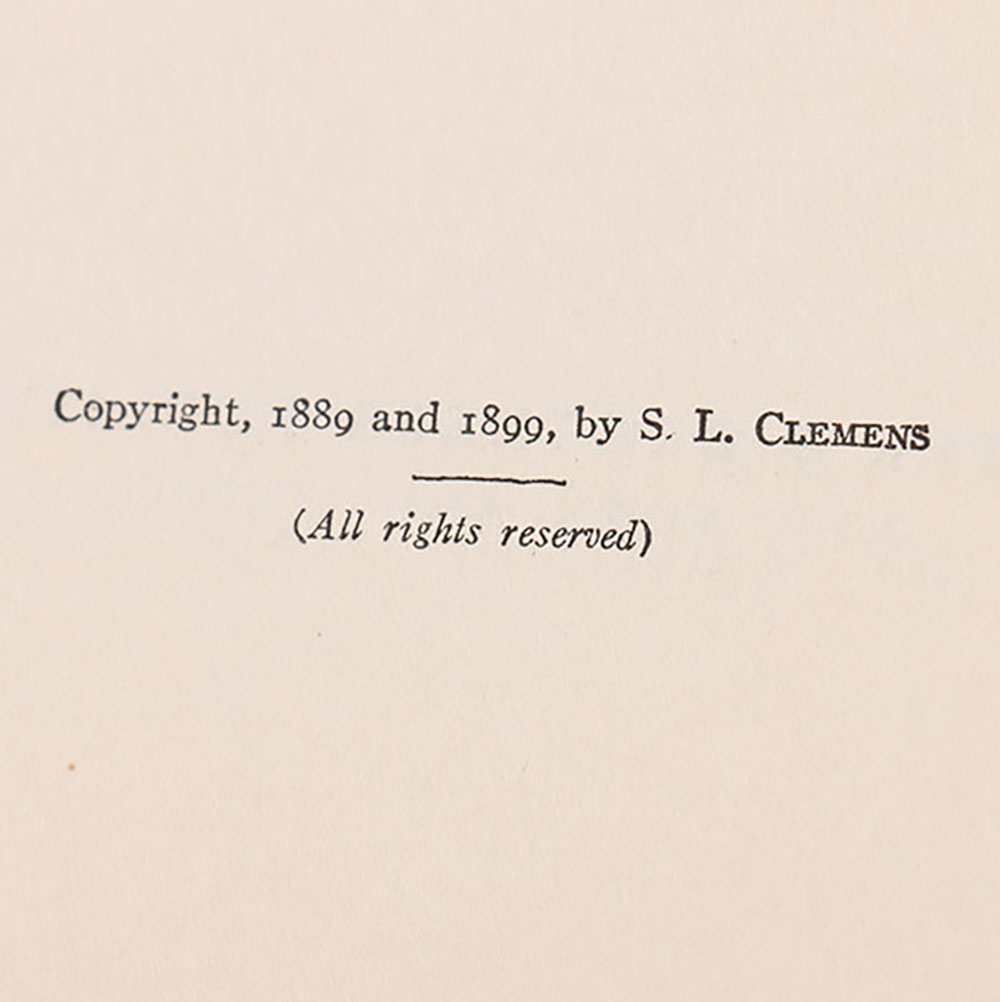 Copyright, 1889 and 1899, by S. L. CLEMENS
(All rights reserved)